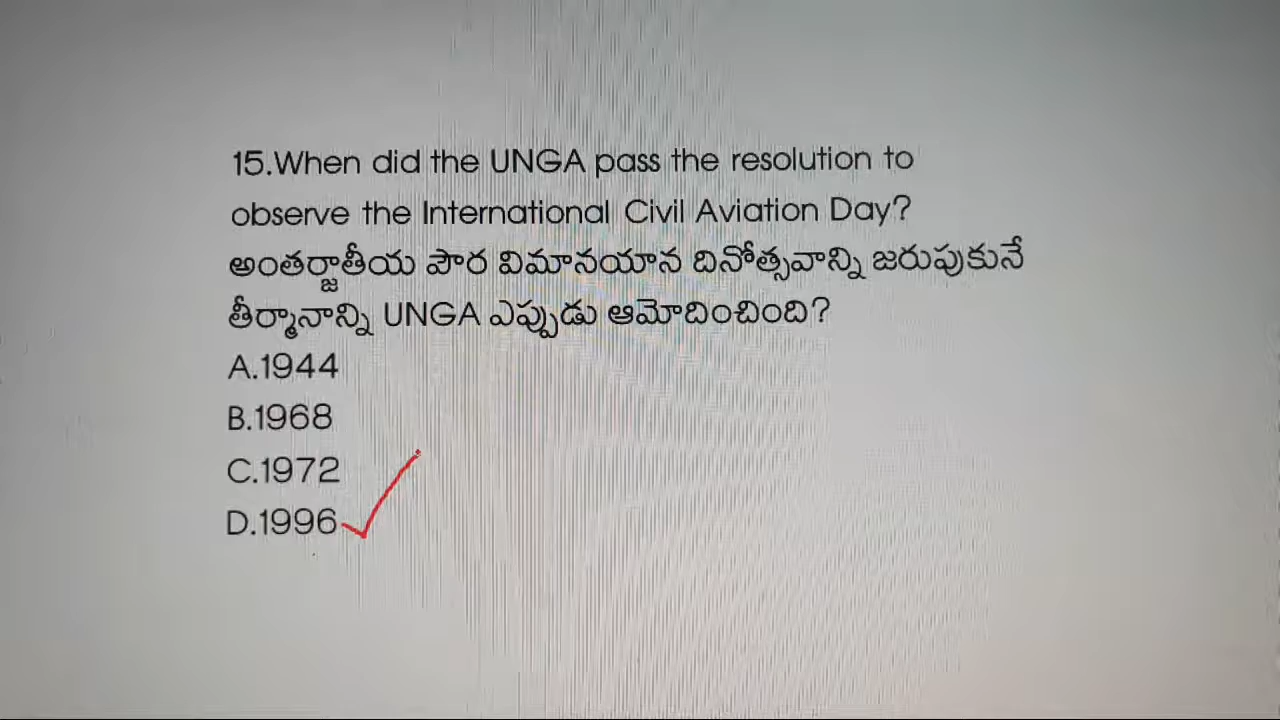 15.When did the UNGA pass the resolution to
observe the International Civil Aviation Day?
అంతర్జాతీయ పౌర విమానయాన దినోత్సవాన్ని జరుపుకునే
తీర్మానాన్ని UNGA ఎప్పుడు ఆమోదించింది?
A.1944
B.1968
C.1972
D.1996